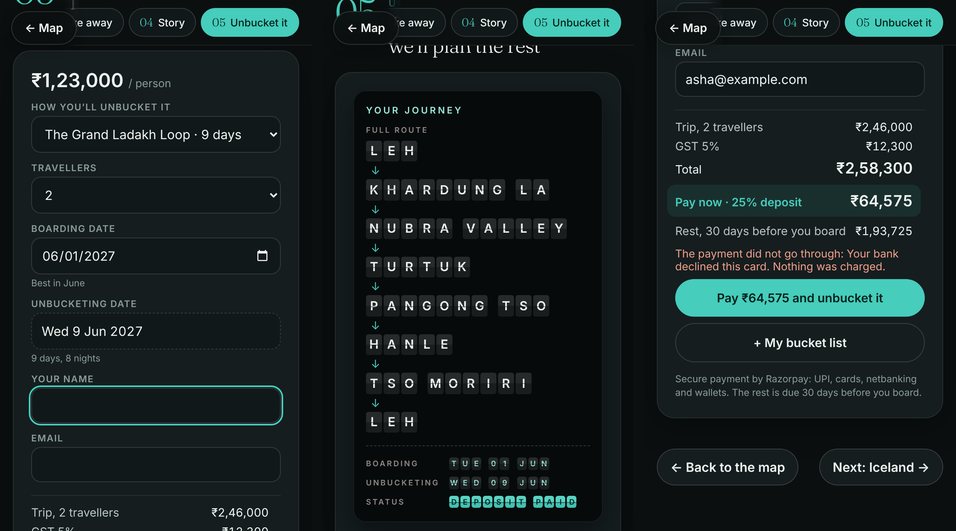 ← Map
ke away
04 Story
05 Unbucket it
₹1,23,000 / person
HOW YOU'LL UNBUCKET IT
The Grand Ladakh Loop · 9 days
TRAVELLERS
2
BOARDING DATE
06/01/2027
Best in June
UNBUCKETING DATE
Wed 9 Jun 2027
9 days, 8 nights
YOUR NAME
EMAIL
Trip, 2 travellers ₹2,46,000
GST 5% ₹12,300
← Map
ke away
04 Story
05 Unbucket it
we'll plan the rest
YOUR JOURNEY
FULL ROUTE
LEH
↓
KHARDUNG LA
↓
NUBRA VALLEY
↓
TURTUK
↓
PANGONG TSO
↓
HANLE
↓
TSO MORIRI
↓
LEH
BOARDING TUE 01 JUN
UNBUCKETING WED 09 JUN
STATUS DEPOSIT PAID
← Map
ke away
04 Story
05 Unbucket it
EMAIL
asha@example.com
Trip, 2 travellers ₹2,46,000
GST 5% ₹12,300
Total ₹2,58,300
Pay now · 25% deposit ₹64,575
Rest, 30 days before you board ₹1,93,725
The payment did not go through: Your bank
declined this card. Nothing was charged.
Pay ₹64,575 and unbucket it
+ My bucket list
Secure payment by Razorpay: UPI, cards, netbanking
and wallets. The rest is due 30 days before you board.
← Back to the map
Next: Iceland →